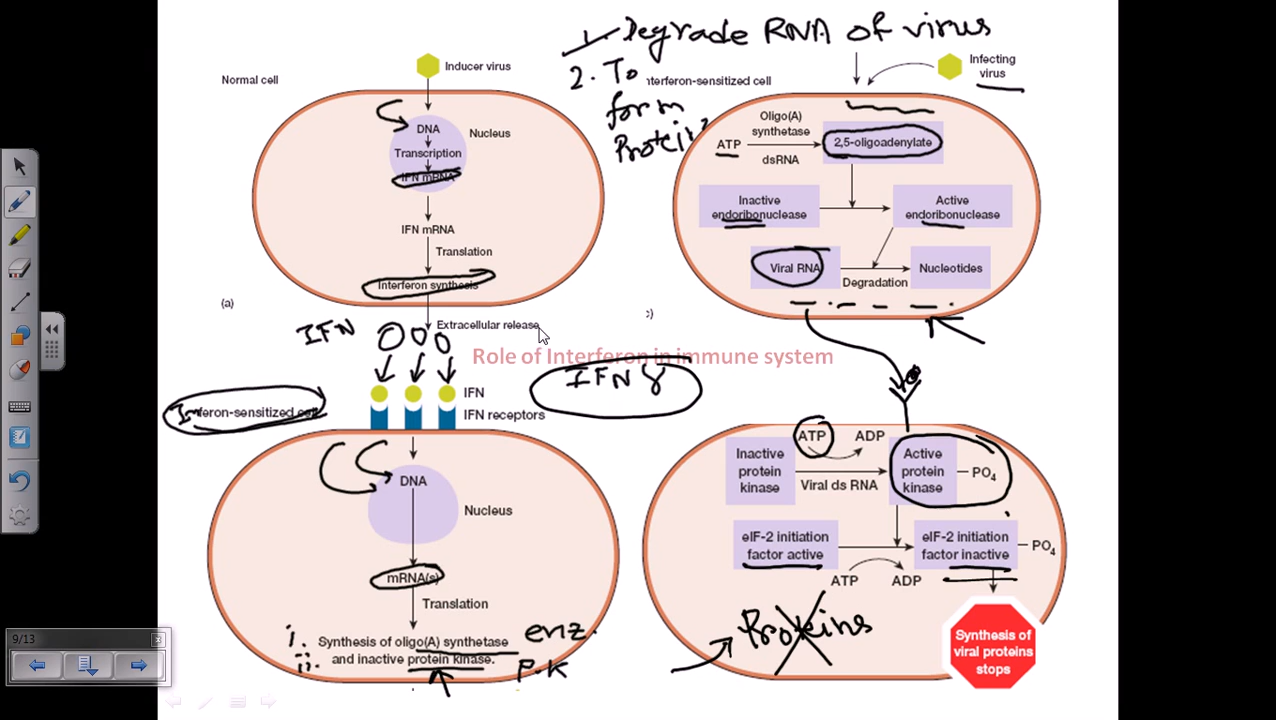 1. Degrade RNA of virus
2. To
form
Protein
Normal cell
Inducer virus
DNA
Nucleus
Transcription
IFN mRNA
IFN mRNA
Translation
Interferon synthesis
(a)
Extracellular release
IFN
Role of Interferon in immune system
IFN γ
IFN
IFN receptors
Interferon-sensitized cell
DNA
Nucleus
mRNA(s)
Translation
i. Synthesis of oligo(A) synthetase enz.
ii. and inactive protein kinase. P.K
nterferon-sensitized cell
Infecting
virus
Oligo(A)
synthetase
ATP
2,5-oligoadenylate
dsRNA
Inactive
endoribonuclease
Active
endoribonuclease
Viral RNA
Nucleotides
Degradation
c)
ATP
ADP
Inactive
protein
kinase
Active
protein
kinase
PO4
Viral ds RNA
eIF-2 initiation
factor active
eIF-2 initiation
factor inactive
PO4
ATP
ADP
Proteins
Synthesis of
viral proteins
stops
9/13